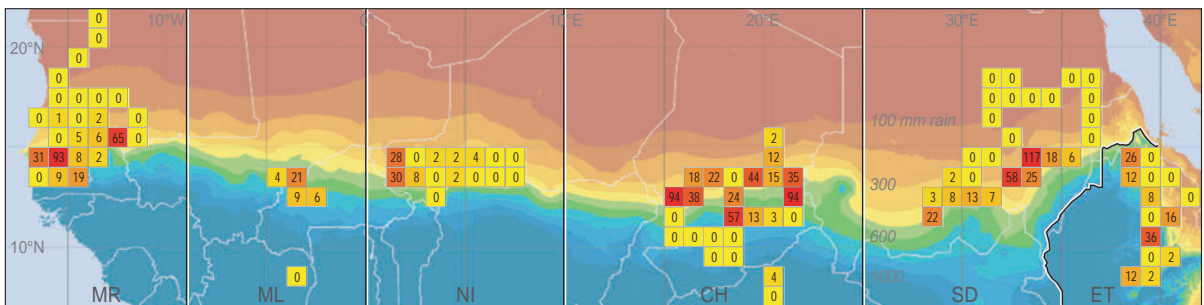 10°W 0° 10°E 20°E 30°E 40°E
0
0
20°N 0
0 0 0 0 0
0 0 0 0 0 0 0 0 0
100 mm rain
0 1 0 2 0 0 0
0 5 6 65 0 2 0 0
31 93 8 2 28 0 2 2 4 0 0 12 0 0 117 18 6 26 0
0 9 19 4 21 30 8 0 2 0 0 0 18 22 0 44 15 35 300 2 0 58 25 12 0
9 6 0 94 38 24 94 3 8 13 7 8 0
0 57 13 3 0 22 0 16
10°N 0 0 0 0 600 36
0 0 0 2
0 4 1000 12 2
0
MR ML NI CH SD ET